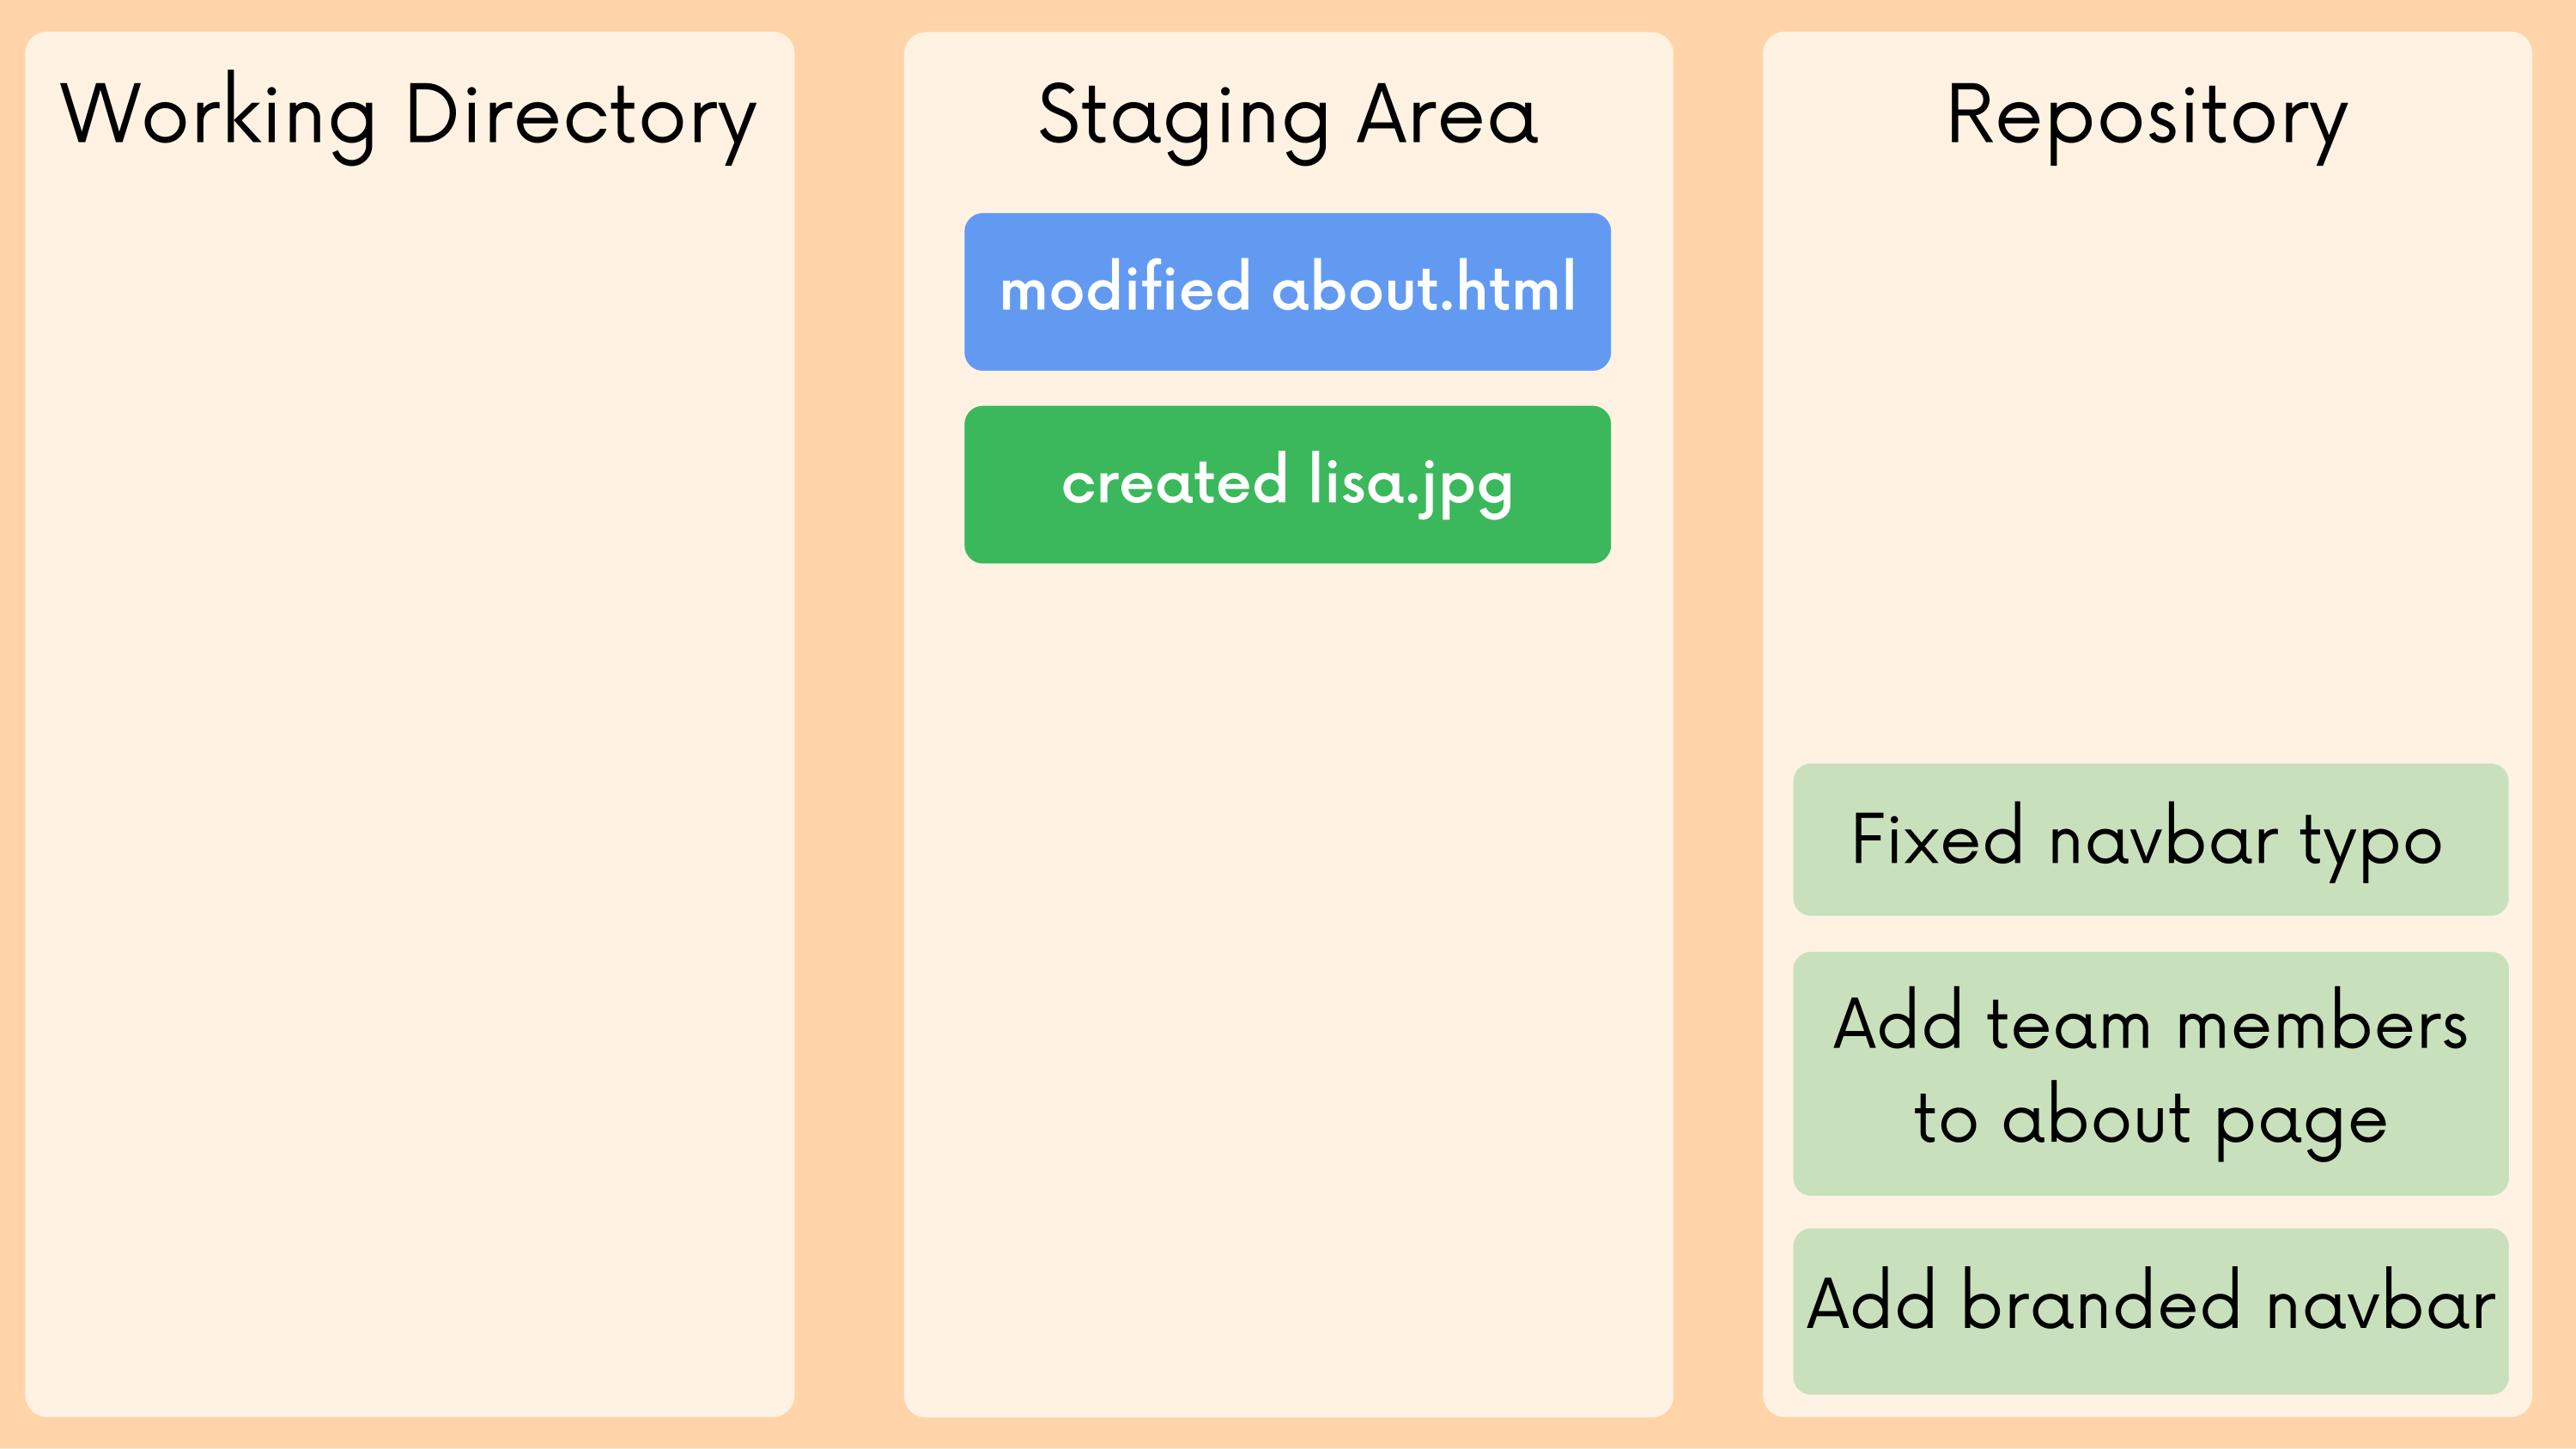 Working Directory
Staging Area
modified about.html
created lisa.jpg
Repository
Fixed navbar typo
Add team members
to about page
Add branded navbar